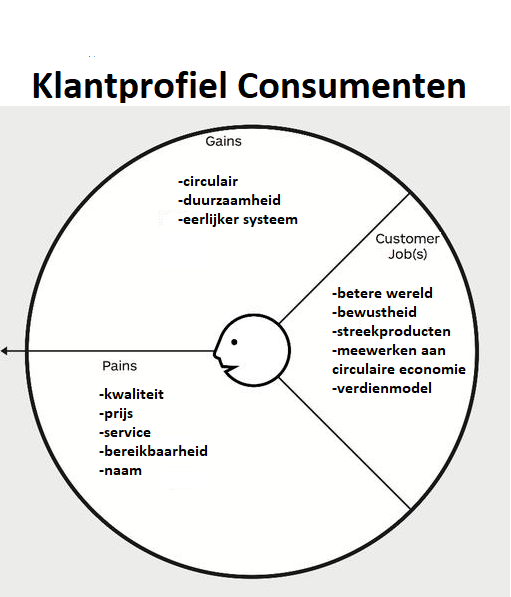 Klantprofiel Consumenten
Gains
-circulair
-duurzaamheid
-eerlijker systeem
Customer
Job(s)
-betere wereld
-bewustheid
-streekproducten
-meewerken aan
circulaire economie
-verdienmodel
Pains
-kwaliteit
-prijs
-service
-bereikbaarheid
-naam